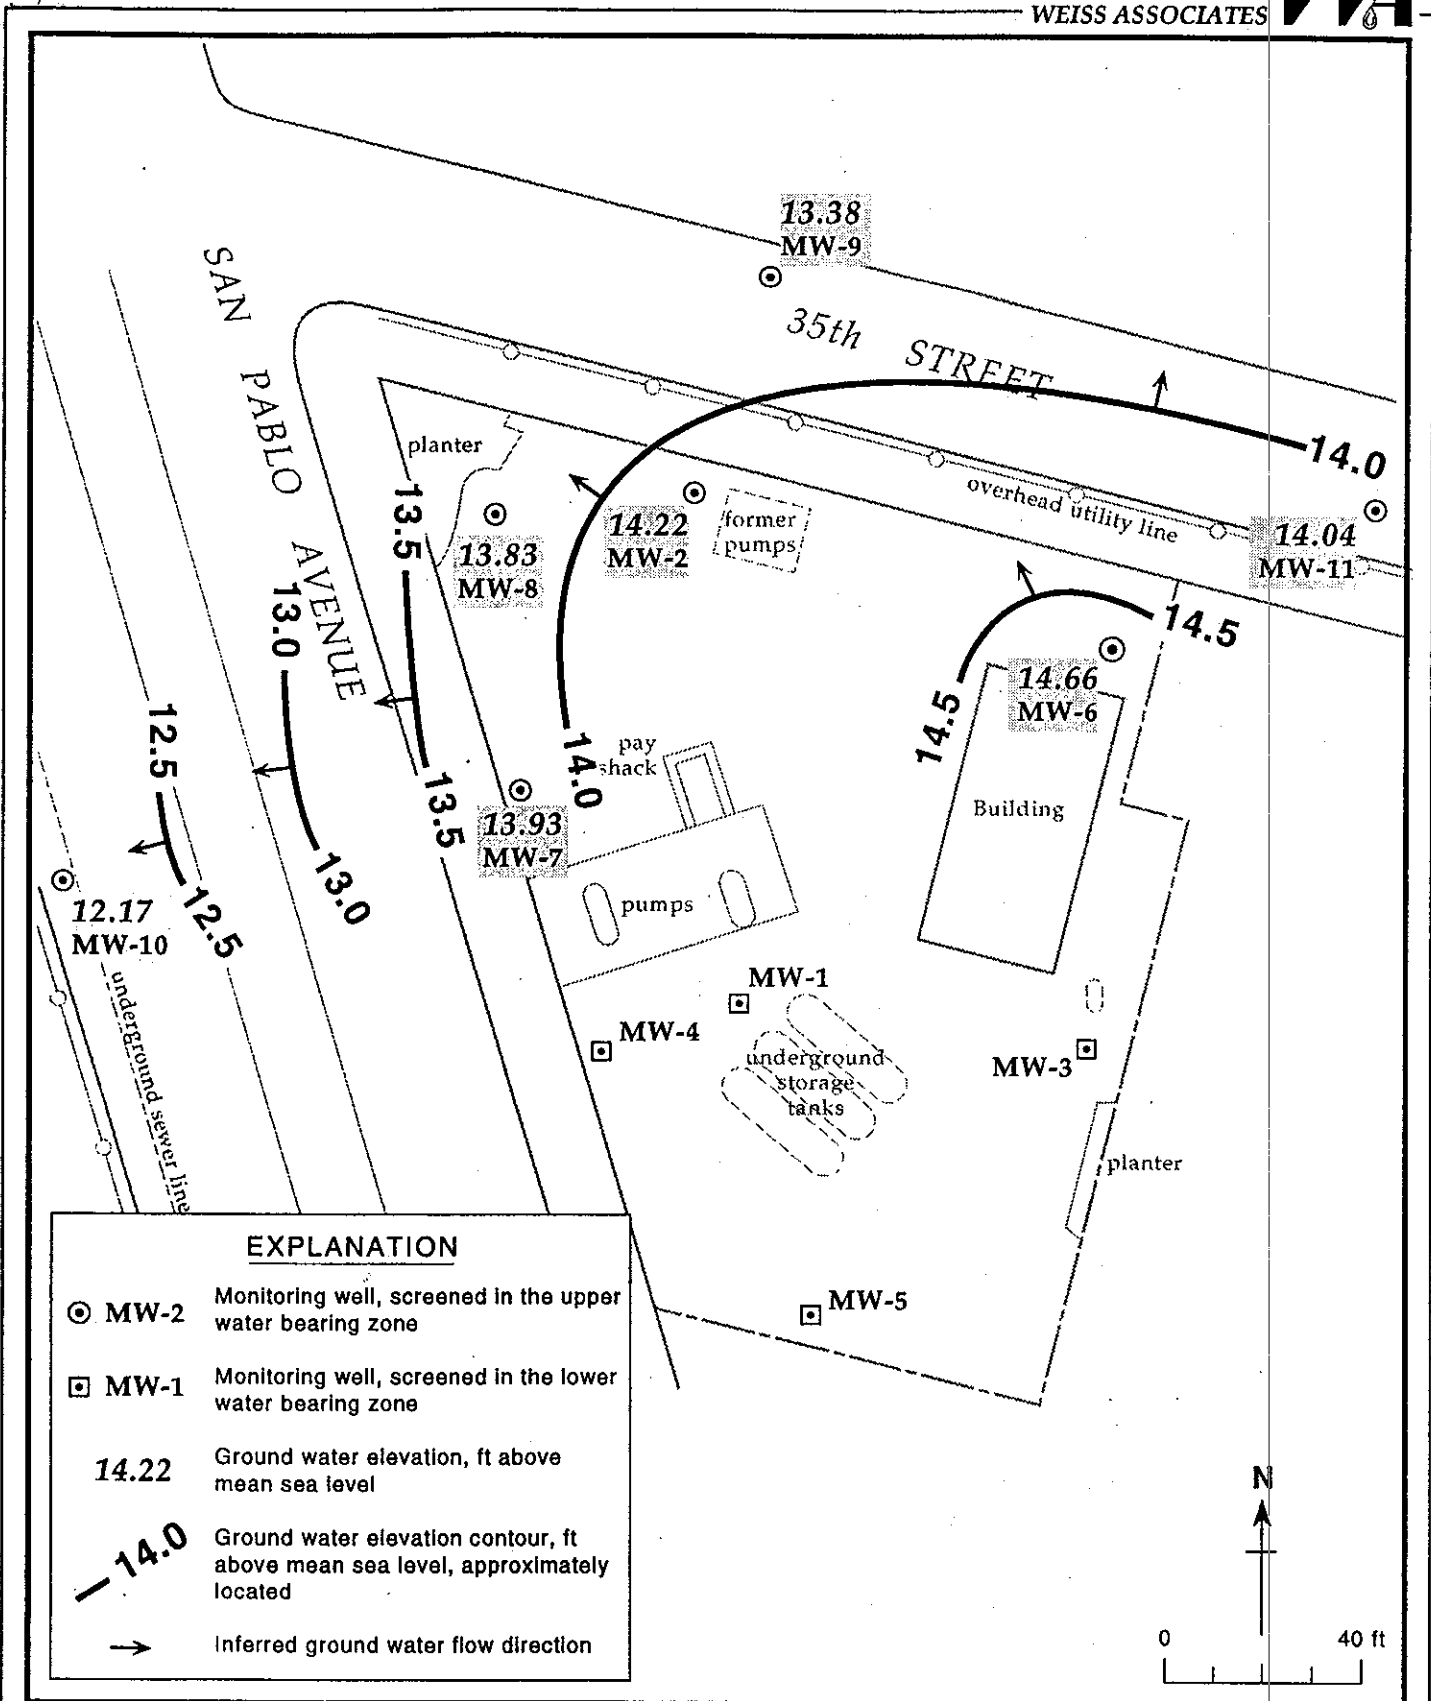 WEISS ASSOCIATES
13.38
MW-9
35th STREET
SAN PABLO AVENUE
planter
14.0
overhead utility line
13.5
14.22
MW-2
former
pumps
14.04
MW-11
13.83
MW-8
13.0
14.5
14.66
MW-6
12.5
14.5
pay
shack
14.0
13.5
13.93
MW-7
Building
13.0
12.5
12.17
MW-10
pumps
underground sewer line
MW-1
MW-4
underground
storage
tanks
MW-3
planter
MW-5
EXPLANATION
MW-2 Monitoring well, screened in the upper
water bearing zone
MW-1 Monitoring well, screened in the lower
water bearing zone
14.22 Ground water elevation, ft above
mean sea level
14.0 Ground water elevation contour, ft
above mean sea level, approximately
located
Inferred ground water flow direction
N
0 40 ft